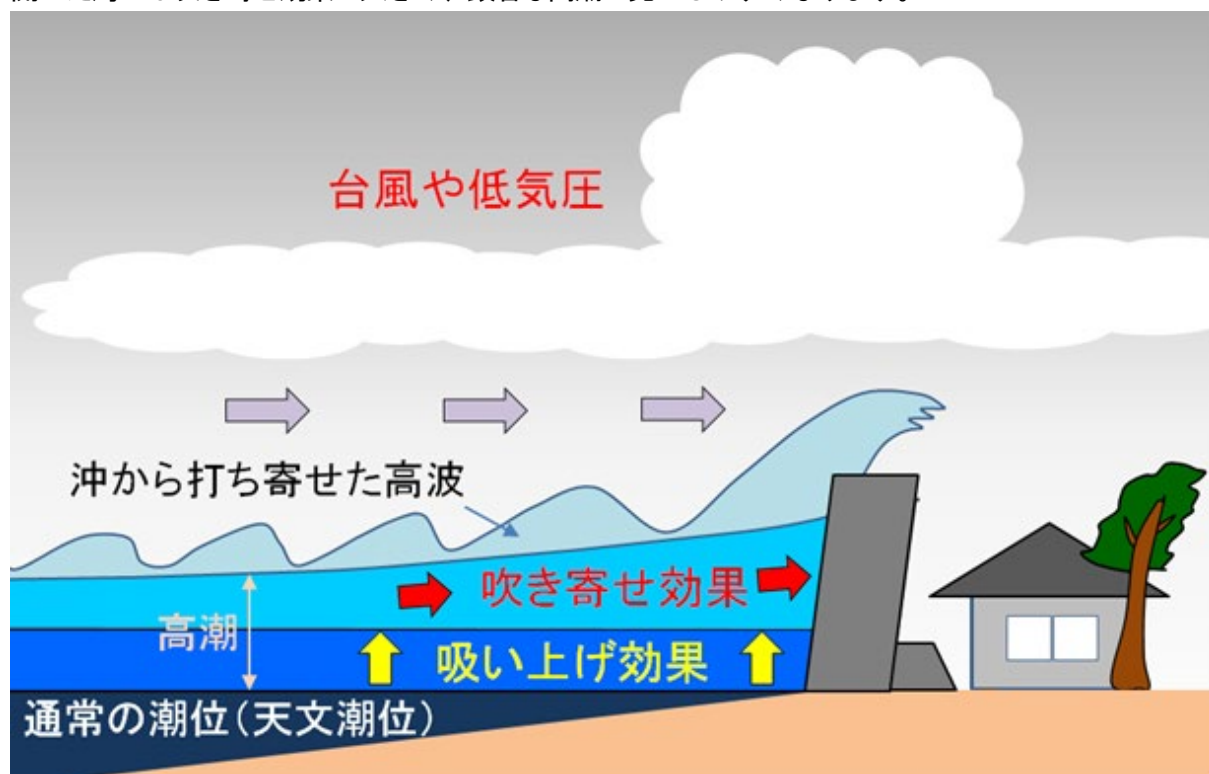 台風や低気圧
沖から打ち寄せた高波
吹き寄せ効果
高潮
吸い上げ効果
通常の潮位(天文潮位)